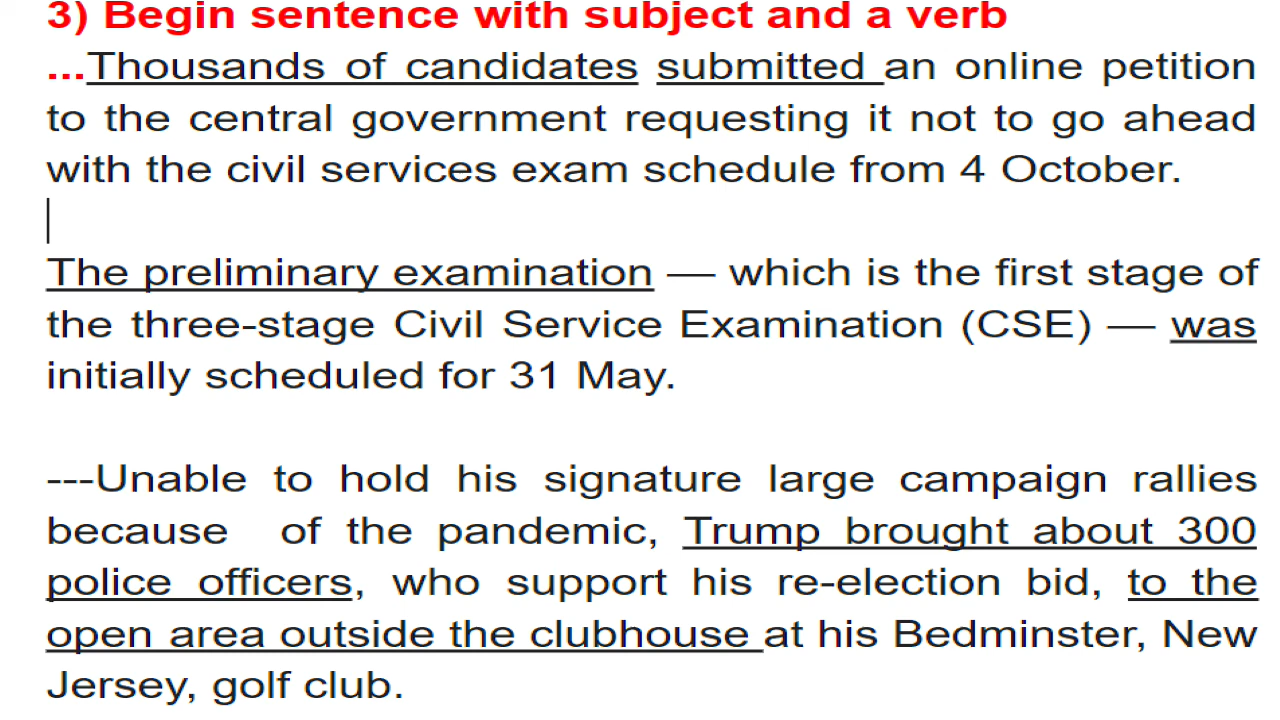 3) Begin sentence with subject and a verb
...Thousands of candidates submitted an online petition
to the central government requesting it not to go ahead
with the civil services exam schedule from 4 October.
The preliminary examination — which is the first stage of
the three-stage Civil Service Examination (CSE) — was
initially scheduled for 31 May.
---Unable to hold his signature large campaign rallies
because of the pandemic, Trump brought about 300
police officers, who support his re-election bid, to the
open area outside the clubhouse at his Bedminster, New
Jersey, golf club.